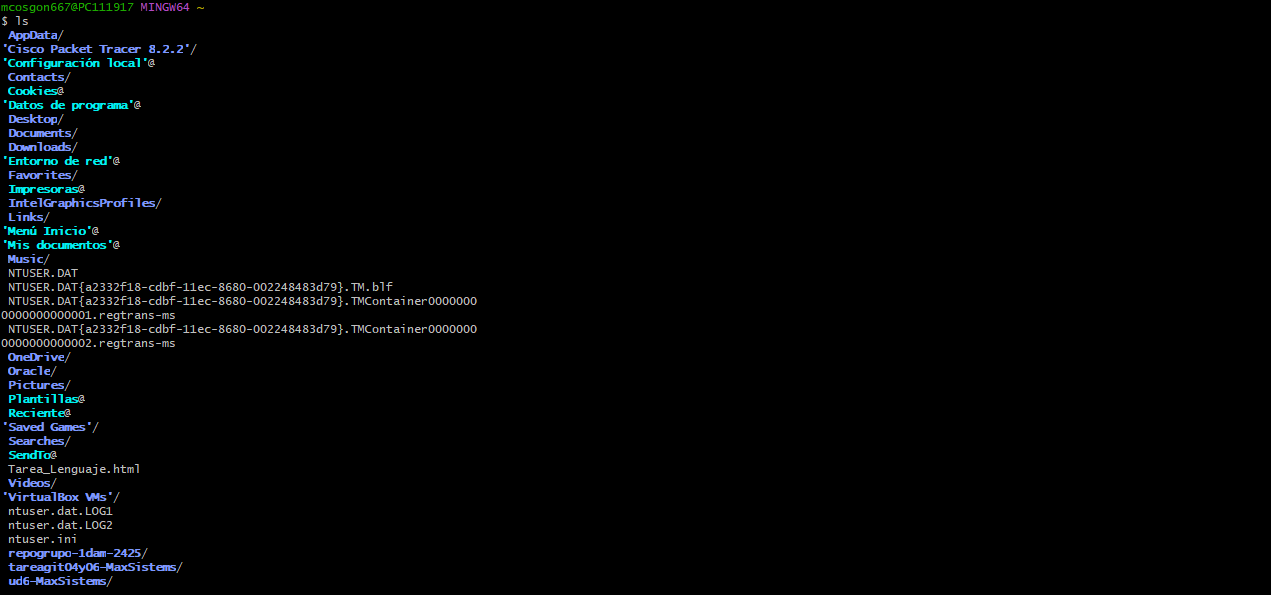 mcosgon667@PC111917 MINGW64 ~
$ ls
 AppData/
'Cisco Packet Tracer 8.2.2'/
'Configuración local'@
 Contacts/
 Cookies@
'Datos de programa'@
 Desktop/
 Documents/
 Downloads/
'Entorno de red'@
 Favorites/
 Impresoras@
 IntelGraphicsProfiles/
 Links/
'Menú Inicio'@
'Mis documentos'@
 Music/
 NTUSER.DAT
 NTUSER.DAT{a2332f18-cdbf-11ec-8680-002248483d79}.TM.blf
 NTUSER.DAT{a2332f18-cdbf-11ec-8680-002248483d79}.TMContainer0000000
0000000000001.regtrans-ms
 NTUSER.DAT{a2332f18-cdbf-11ec-8680-002248483d79}.TMContainer0000000
0000000000002.regtrans-ms
 OneDrive/
 Oracle/
 Pictures/
 Plantillas@
 Reciente@
'Saved Games'/
 Searches/
 SendTo@
 Tarea_Lenguaje.html
 Videos/
'VirtualBox VMs'/
 ntuser.dat.LOG1
 ntuser.dat.LOG2
 ntuser.ini
 repogrupo-1dam-2425/
 tareagit04y06-MaxSistems/
 ud6-MaxSistems/